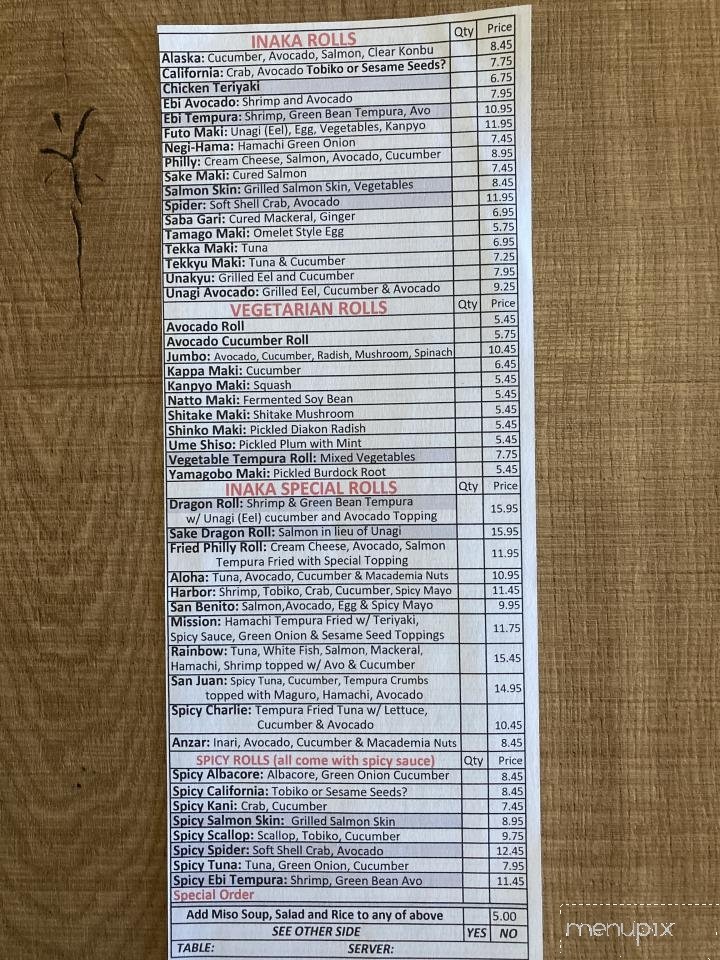 INAKA ROLLS Qty Price
Alaska: Cucumber, Avocado, Salmon, Clear Konbu 8.45
California: Crab, Avocado Tobiko or Sesame Seeds? 7.75
Chicken Teriyaki 6.75
Ebi Avocado: Shrimp and Avocado 7.95
Ebi Tempura: Shrimp, Green Bean Tempura, Avo 10.95
Futo Maki: Unagi (Eel), Egg, Vegetables, Kanpyo 11.95
Negi-Hama: Hamachi Green Onion 7.45
Philly: Cream Cheese, Salmon, Avocado, Cucumber 8.95
Sake Maki: Cured Salmon 7.45
Salmon Skin: Grilled Salmon Skin, Vegetables 8.45
Spider: Soft Shell Crab, Avocado 11.95
Saba Gari: Cured Mackeral, Ginger 6.95
Tamago Maki: Omelet Style Egg 5.75
Tekka Maki: Tuna 6.95
Tekkyu Maki: Tuna & Cucumber 7.25
Unakyu: Grilled Eel and Cucumber 7.95
Unagi Avocado: Grilled Eel, Cucumber & Avocado 9.25
VEGETARIAN ROLLS Qty Price
Avocado Roll 5.45
Avocado Cucumber Roll 5.75
Jumbo: Avocado, Cucumber, Radish, Mushroom, Spinach 10.45
Kappa Maki: Cucumber 6.45
Kanpyo Maki: Squash 5.45
Natto Maki: Fermented Soy Bean 5.45
Shitake Maki: Shitake Mushroom 5.45
Shinko Maki: Pickled Diakon Radish 5.45
Ume Shiso: Pickled Plum with Mint 5.45
Vegetable Tempura Roll: Mixed Vegetables 7.75
Yamagobo Maki: Pickled Burdock Root 5.45
INAKA SPECIAL ROLLS Qty Price
Dragon Roll: Shrimp & Green Bean Tempura
w/ Unagi (Eel) cucumber and Avocado Topping 15.95
Sake Dragon Roll: Salmon in lieu of Unagi 15.95
Fried Philly Roll: Cream Cheese, Avocado, Salmon
Tempura Fried with Special Topping 11.95
Aloha: Tuna, Avocado, Cucumber & Macademia Nuts 10.95
Harbor: Shrimp, Tobiko, Crab, Cucumber, Spicy Mayo 11.45
San Benito: Salmon,Avocado, Egg & Spicy Mayo 9.95
Mission: Hamachi Tempura Fried w/ Teriyaki,
Spicy Sauce, Green Onion & Sesame Seed Toppings 11.75
Rainbow: Tuna, White Fish, Salmon, Mackeral,
Hamachi, Shrimp topped w/ Avo & Cucumber 15.45
San Juan: Spicy Tuna, Cucumber, Tempura Crumbs
topped with Maguro, Hamachi, Avocado 14.95
Spicy Charlie: Tempura Fried Tuna w/ Lettuce,
Cucumber & Avocado 10.45
Anzar: Inari, Avocado, Cucumber & Macademia Nuts 8.45
SPICY ROLLS (all come with spicy sauce) Qty Price
Spicy Albacore: Albacore, Green Onion Cucumber 8.45
Spicy California: Tobiko or Sesame Seeds? 8.45
Spicy Kani: Crab, Cucumber 7.45
Spicy Salmon Skin: Grilled Salmon Skin 8.95
Spicy Scallop: Scallop, Tobiko, Cucumber 9.75
Spicy Spider: Soft Shell Crab, Avocado 12.45
Spicy Tuna: Tuna, Green Onion, Cucumber 7.95
Spicy Ebi Tempura: Shrimp, Green Bean Avo 11.45
Special Order
Add Miso Soup, Salad and Rice to any of above 5.00
SEE OTHER SIDE YES NO
TABLE: SERVER:
menupix